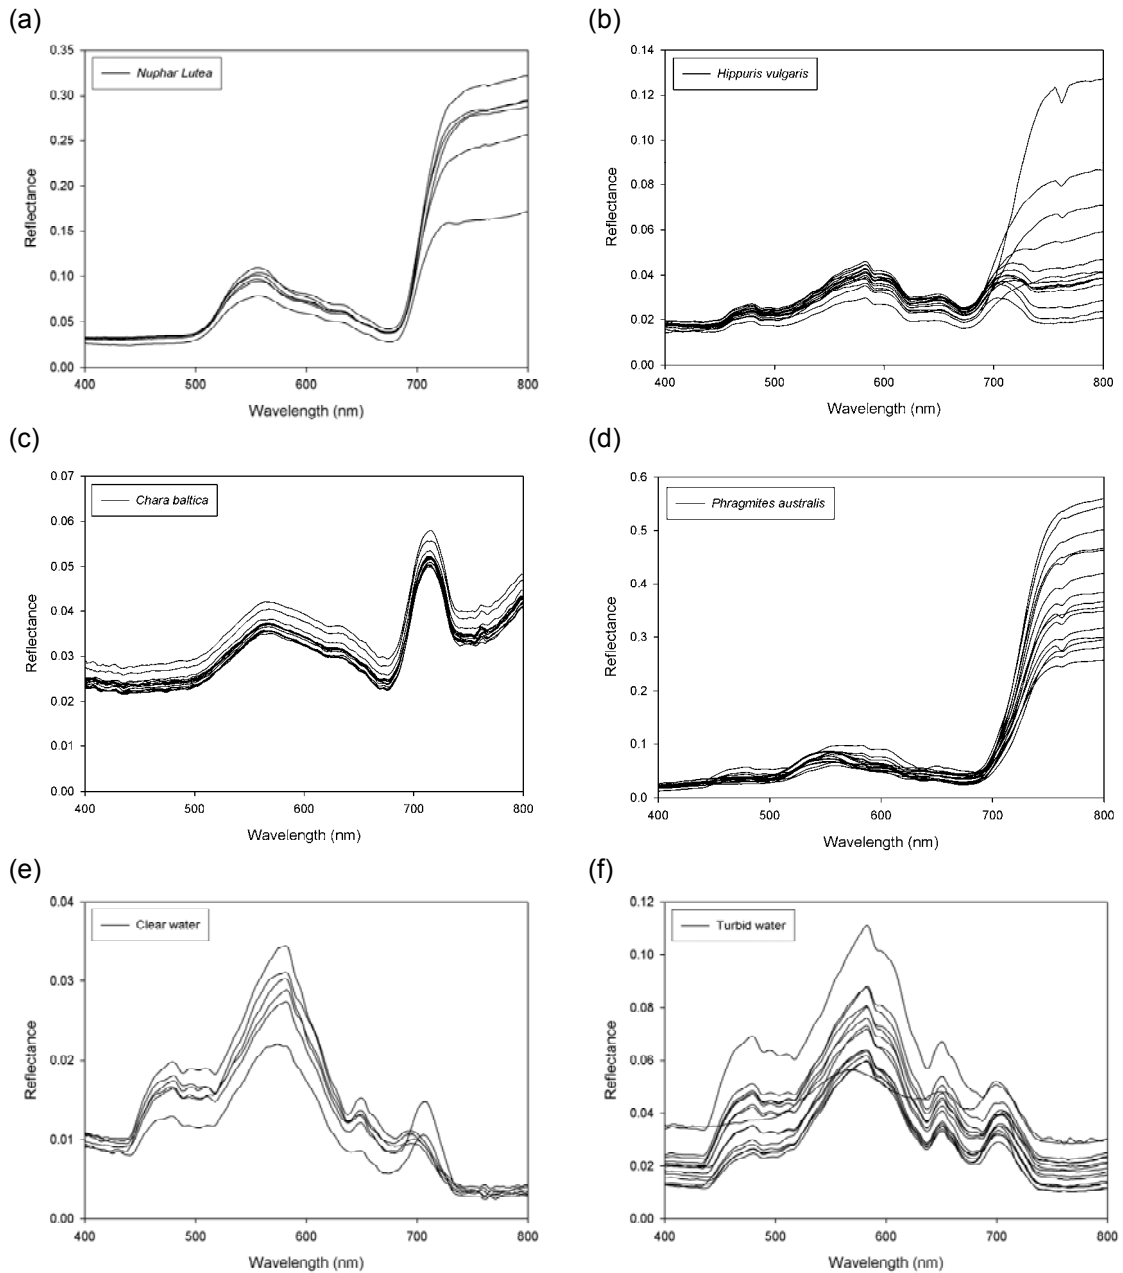 (a)
0.35
0.30
0.25
0.20
0.15
0.10
0.05
0.00
Reflectance
Nuphar Lutea
400 500 600 700 800
Wavelength (nm)
(b)
0.14
0.12
0.10
0.08
0.06
0.04
0.02
0.00
Reflectance
Hippuris vulgaris
400 500 600 700 800
Wavelength (nm)
(c)
0.07
0.06
0.05
0.04
0.03
0.02
0.01
0.00
Reflectance
Chara baltica
400 500 600 700 800
Wavelength (nm)
(d)
0.6
0.5
0.4
0.3
0.2
0.1
0.0
Reflectance
Phragmites australis
400 500 600 700 800
Wavelength (nm)
(e)
0.04
0.03
0.02
0.01
0.00
Reflectance
Clear water
400 500 600 700 800
Wavelength (nm)
(f)
0.12
0.10
0.08
0.06
0.04
0.02
0.00
Reflectance
Turbid water
400 500 600 700 800
Wavelength (nm)